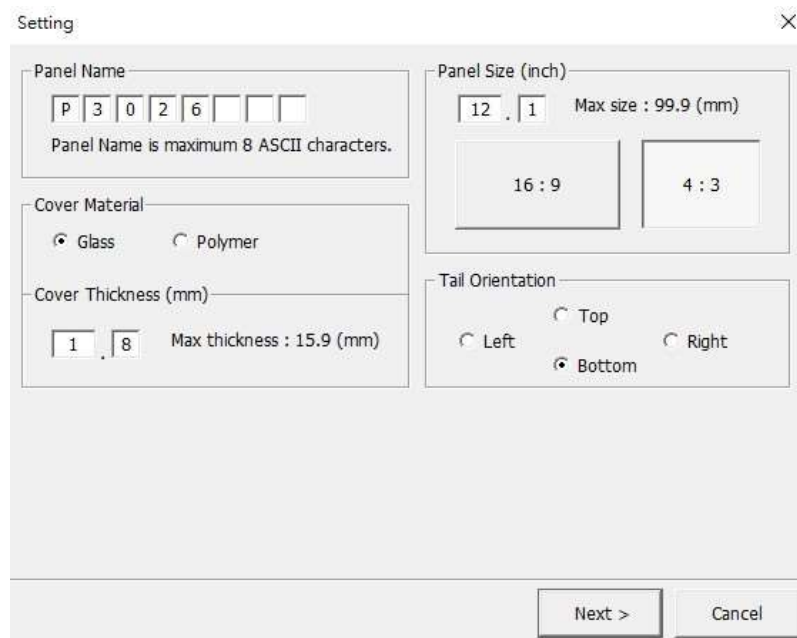 Setting
Panel Name
P 3 0 2 6
Panel Name is maximum 8 ASCII characters.
Cover Material
Glass Polymer
Cover Thickness (mm)
1 . 8 Max thickness : 15.9 (mm)
Panel Size (inch)
12 . 1 Max size : 99.9 (mm)
16 : 9 4 : 3
Tail Orientation
Top
Left Right
Bottom
Next > Cancel